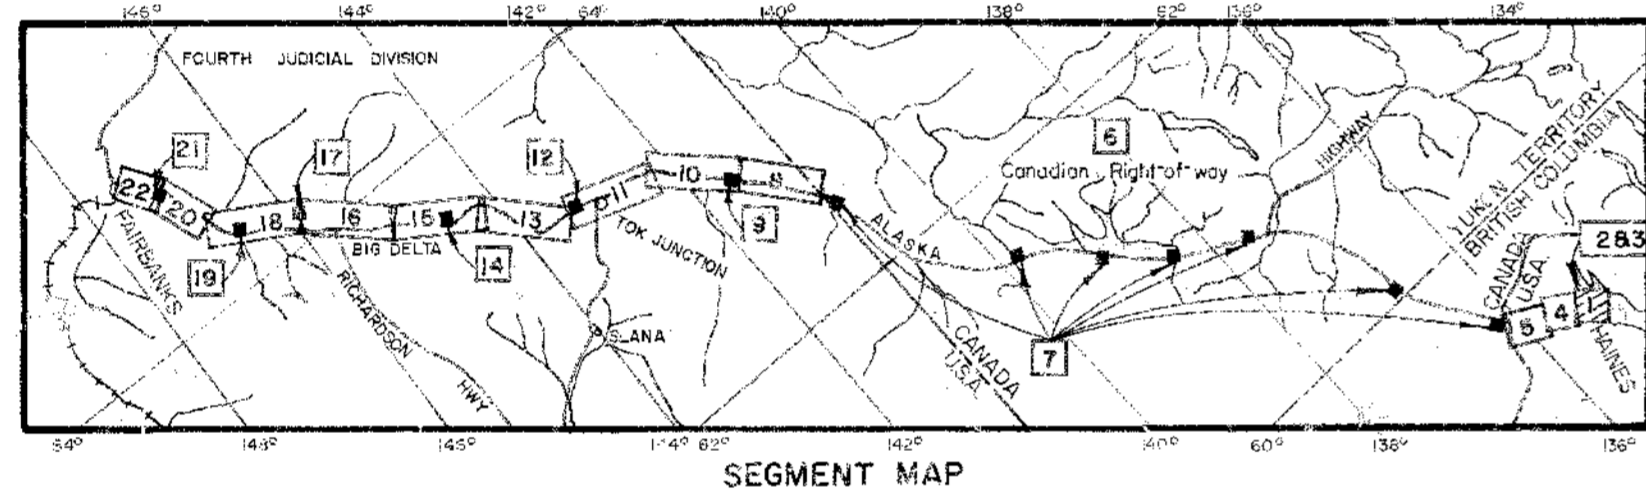 146° 144° 142° 64° 140° 138° 62° 136° 134°
FOURTH JUDICIAL DIVISION
21
17
12
6
Canadian Right-of-way
HIGHWAY
YUKON TERRITORY
BRITISH COLUMBIA
22
20
18
16
15
13
11
10
8
19
14
9
7
5
4
1
2&3
FAIRBANKS
BIG DELTA
RICHARDSON
HWY
SLANA
TOK JUNCTION
ALASKA
CANADA
U.S.A.
CANADA
U.S.A.
HAINES
64° 148° 146° 144° 62° 142° 140° 60° 138° 136°
SEGMENT MAP